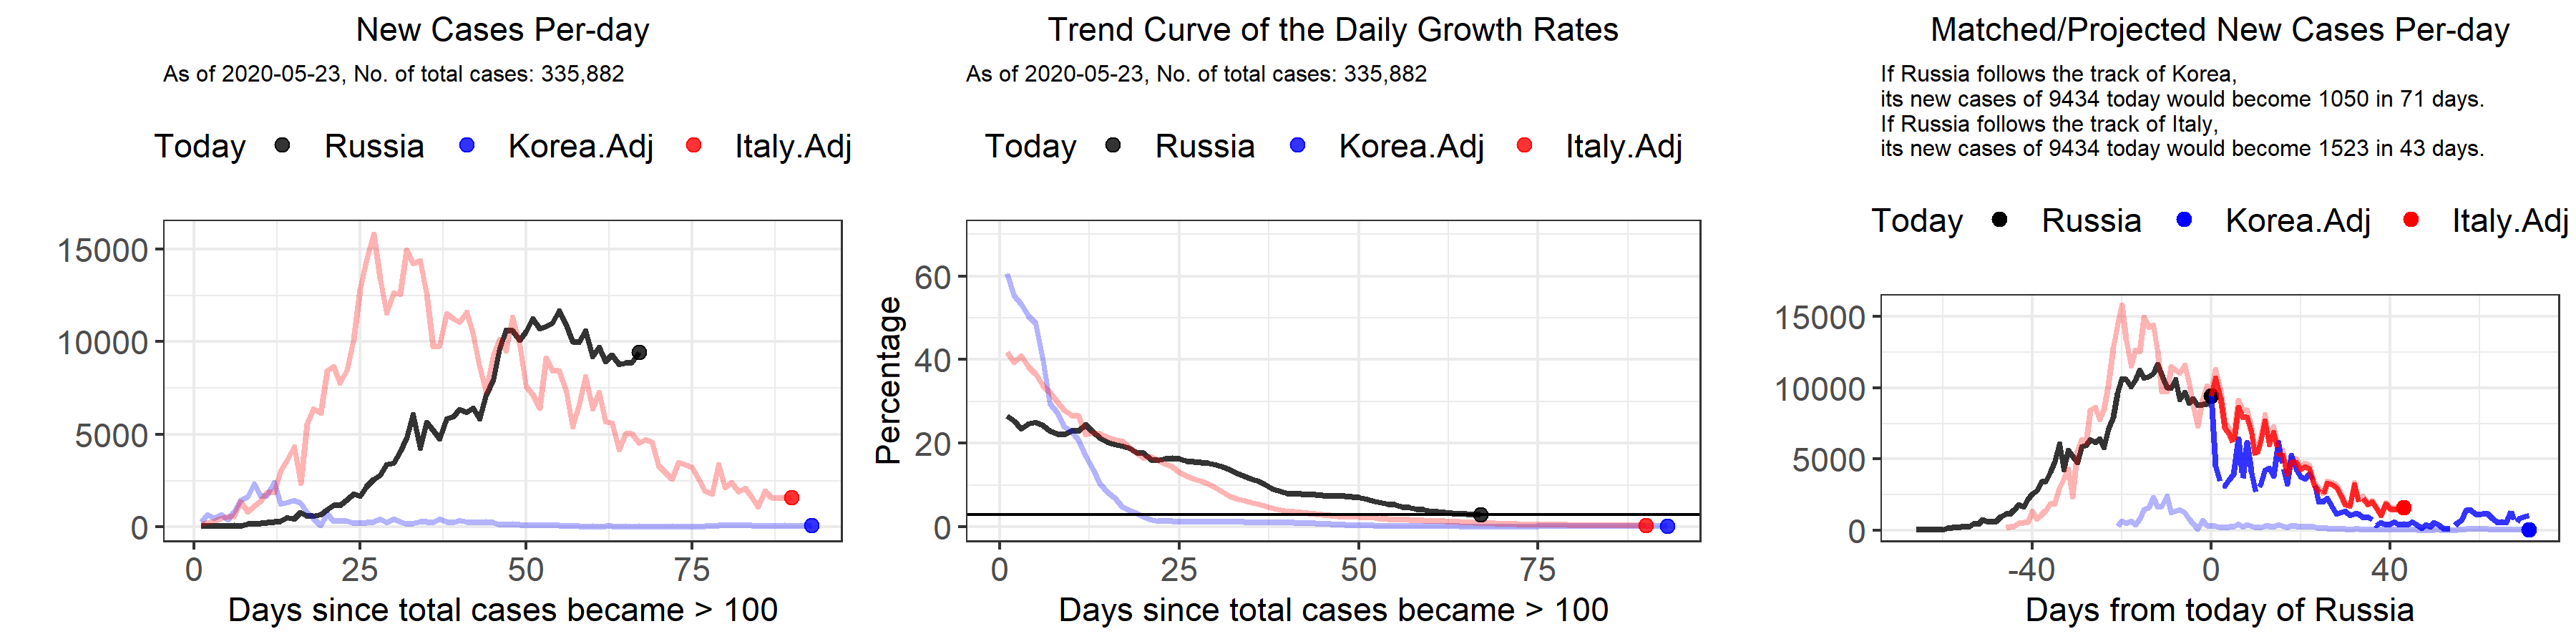 New Cases Per-day
As of 2020-05-23, No. of total cases: 335,882
Today Russia Korea.Adj Italy.Adj
15000
10000
5000
0
0 25 50 75
Days since total cases became > 100
Trend Curve of the Daily Growth Rates
As of 2020-05-23, No. of total cases: 335,882
Today Russia Korea.Adj Italy.Adj
Percentage
60
40
20
0
0 25 50 75
Days since total cases became > 100
Matched/Projected New Cases Per-day
If Russia follows the track of Korea,
its new cases of 9434 today would become 1050 in 71 days.
If Russia follows the track of Italy,
its new cases of 9434 today would become 1523 in 43 days.
Today Russia Korea.Adj Italy.Adj
15000
10000
5000
0
-40 0 40
Days from today of Russia